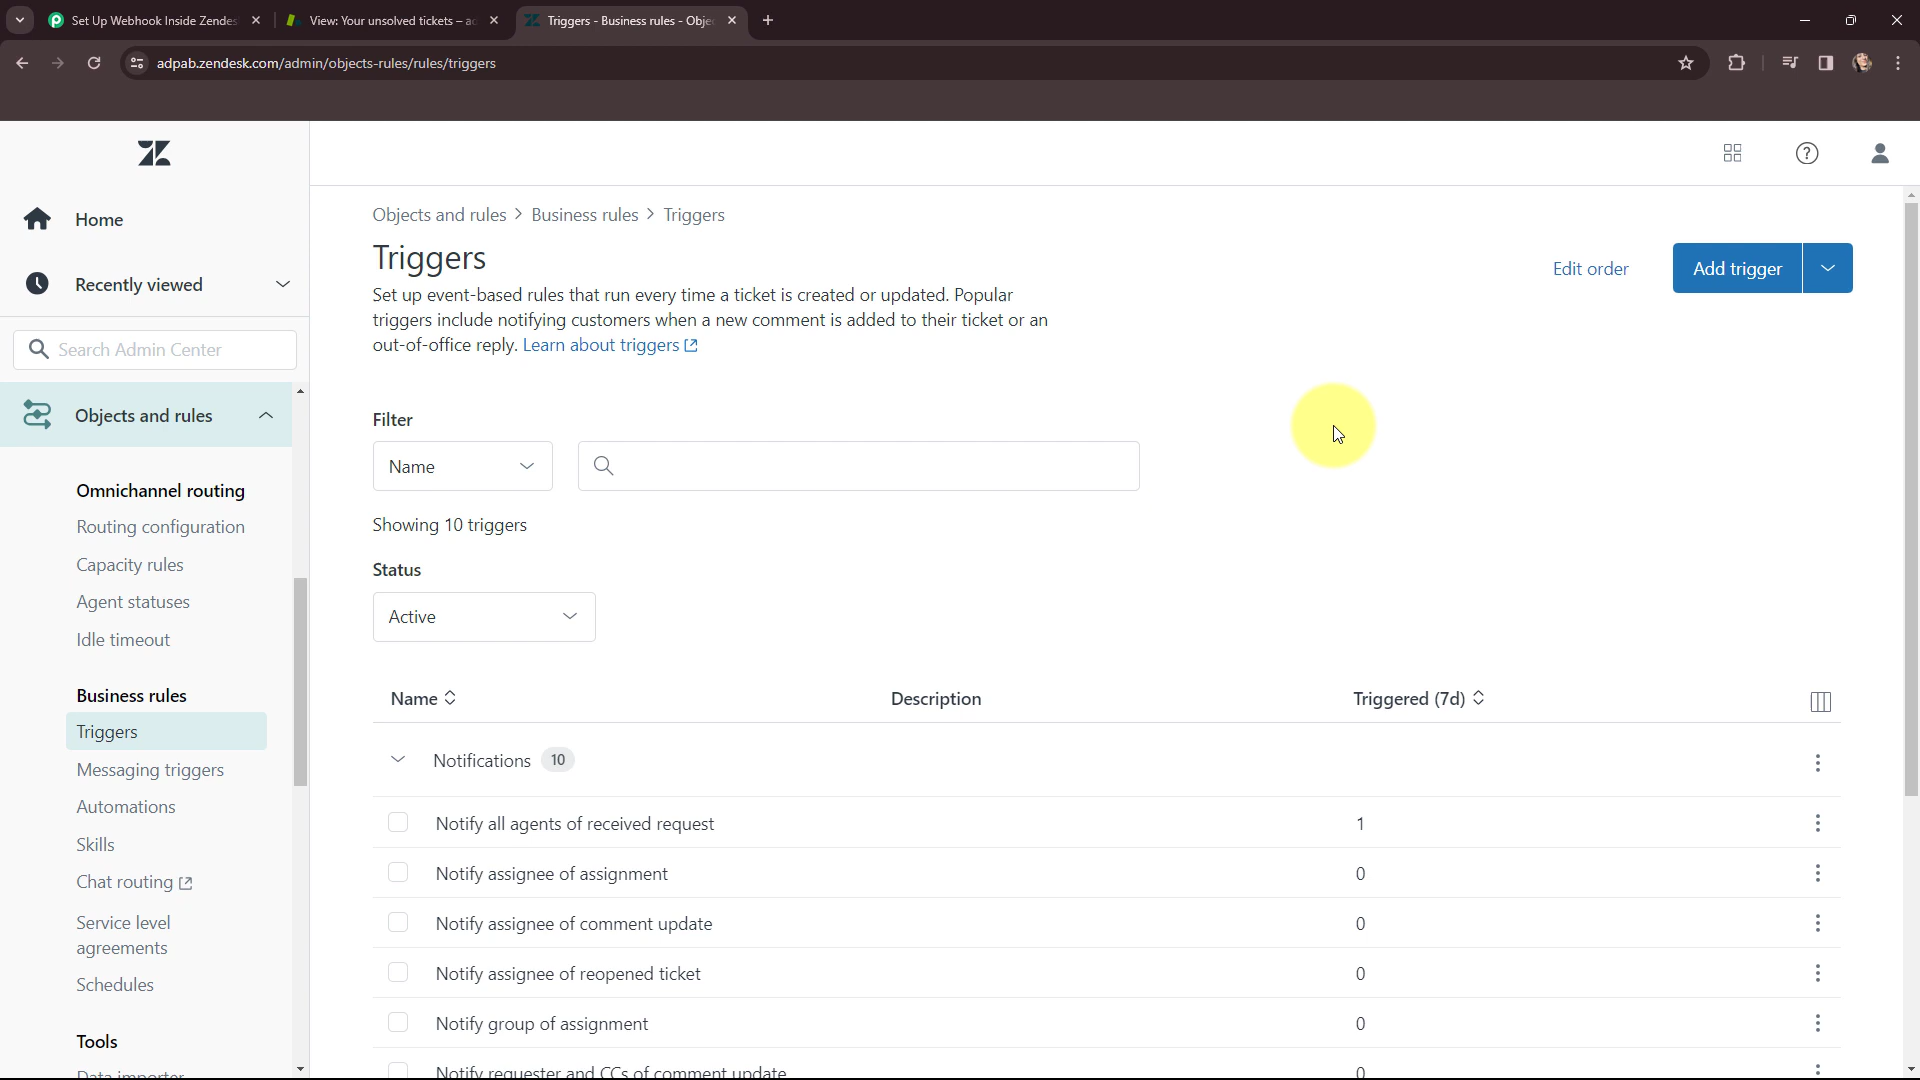 Set Up Webhook Inside Zendes
View: Your unsolved tickets – a
Triggers - Business rules - Obje
adpab.zendesk.com/admin/objects-rules/rules/triggers
Home
Recently viewed
Search Admin Center
Objects and rules
Omnichannel routing
Routing configuration
Capacity rules
Agent statuses
Idle timeout
Business rules
Triggers
Messaging triggers
Automations
Skills
Chat routing
Service level
agreements
Schedules
Tools
Data importer
Objects and rules > Business rules > Triggers
Triggers
Set up event-based rules that run every time a ticket is created or updated. Popular
triggers include notifying customers when a new comment is added to their ticket or an
out-of-office reply. Learn about triggers
Edit order
Add trigger
Filter
Name
Showing 10 triggers
Status
Active
Name Description Triggered (7d)
Notifications 10
Notify all agents of received request 1
Notify assignee of assignment 0
Notify assignee of comment update 0
Notify assignee of reopened ticket 0
Notify group of assignment 0
Notify requester and CCs of comment update 0